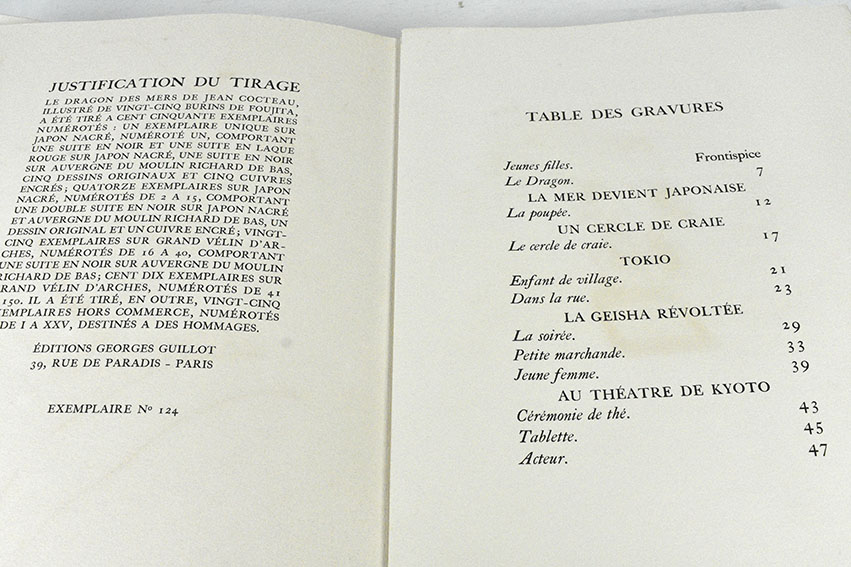 JUSTIFICATION DU TIRAGE
LE DRAGON DES MERS DE JEAN COCTEAU,
ILLUSTRÉ DE VINGT-CINQ BURINS DE FOUJITA,
A ÉTÉ TIRÉ A CENT CINQUANTE EXEMPLAIRES
NUMÉROTÉS : UN EXEMPLAIRE UNIQUE SUR
JAPON NACRÉ, NUMÉROTÉ UN, COMPORTANT
UNE SUITE EN NOIR ET UNE SUITE EN LAQUE
ROUGE SUR JAPON NACRÉ, UNE SUITE EN NOIR
SUR AUVERGNE DU MOULIN RICHARD DE BAS,
CINQ DESSINS ORIGINAUX ET CINQ CUIVRES
ENCRÉS; QUATORZE EXEMPLAIRES SUR JAPON
NACRÉ, NUMÉROTÉS DE 2 A 15, COMPORTANT
UNE DOUBLE SUITE EN NOIR SUR JAPON NACRÉ
ET AUVERGNE DU MOULIN RICHARD DE BAS, UN
DESSIN ORIGINAL ET UN CUIVRE ENCRÉ; VINGT-
CINQ EXEMPLAIRES SUR GRAND VÉLIN D'AR-
CHES, NUMÉROTÉS DE 16 A 40, COMPORTANT
UNE SUITE EN NOIR SUR AUVERGNE DU MOULIN
RICHARD DE BAS; CENT DIX EXEMPLAIRES SUR
GRAND VÉLIN D'ARCHES, NUMÉROTÉS DE 41
150. IL A ÉTÉ TIRÉ, EN OUTRE, VINGT-CINQ
EXEMPLAIRES HORS COMMERCE, NUMÉROTÉS
DE I A XXV, DESTINÉS A DES HOMMAGES.
ÉDITIONS GEORGES GUILLOT
39, RUE DE PARADIS - PARIS
EXEMPLAIRE Nº 124
TABLE DES GRAVURES
Jeunes filles. Frontispice
Le Dragon. 7
LA MER DEVIENT JAPONAISE
La poupée. 12
UN CERCLE DE CRAIE
Le cercle de craie. 17
TOKIO
Enfant de village. 21
Dans la rue. 23
LA GEISHA RÉVOLTÉE
La soirée. 29
Petite marchande. 33
Jeune femme. 39
AU THÉATRE DE KYOTO
Cérémonie de thé. 43
Tablette. 45
Acteur. 47